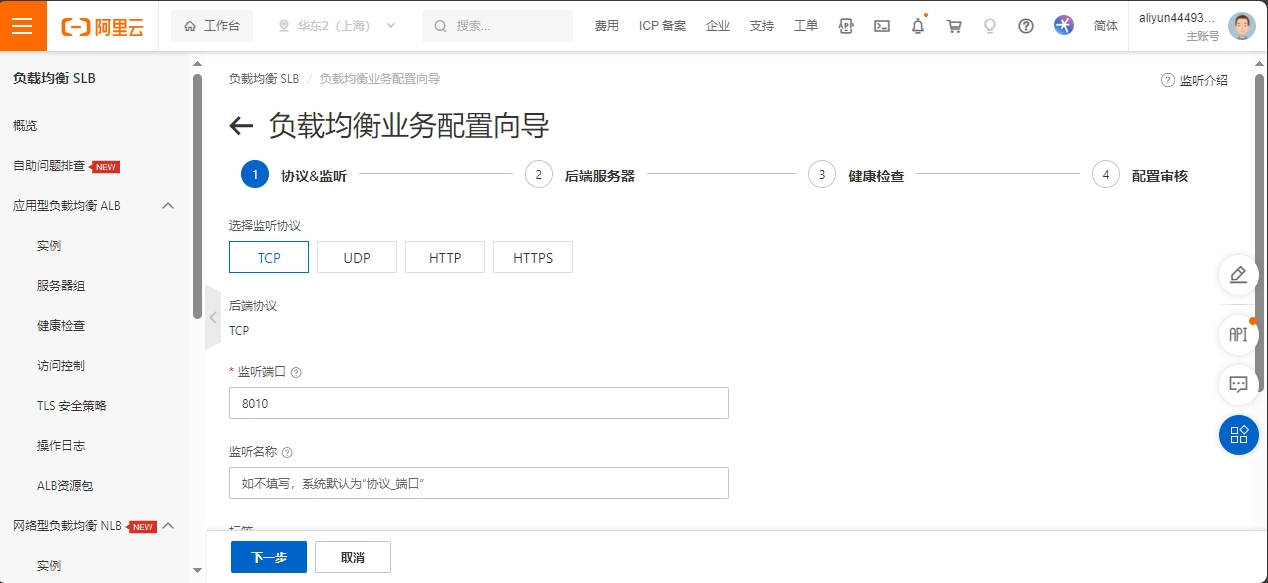 阿里云 工作台 华东2（上海） 搜索... 费用 ICP 备案 企业 支持 工单 简体 aliyun44493... 主账号
负载均衡 SLB
概览
自助问题排查 NEW
应用型负载均衡 ALB
实例
服务器组
健康检查
访问控制
TLS 安全策略
操作日志
ALB资源包
网络型负载均衡 NLB NEW
实例
负载均衡 SLB / 负载均衡业务配置向导
监听介绍
负载均衡业务配置向导
1 协议&监听 2 后端服务器 3 健康检查 4 配置审核
选择监听协议
TCP UDP HTTP HTTPS
后端协议
TCP
* 监听端口
8010
监听名称
如不填写，系统默认为“协议_端口”
标签
下一步 取消
API